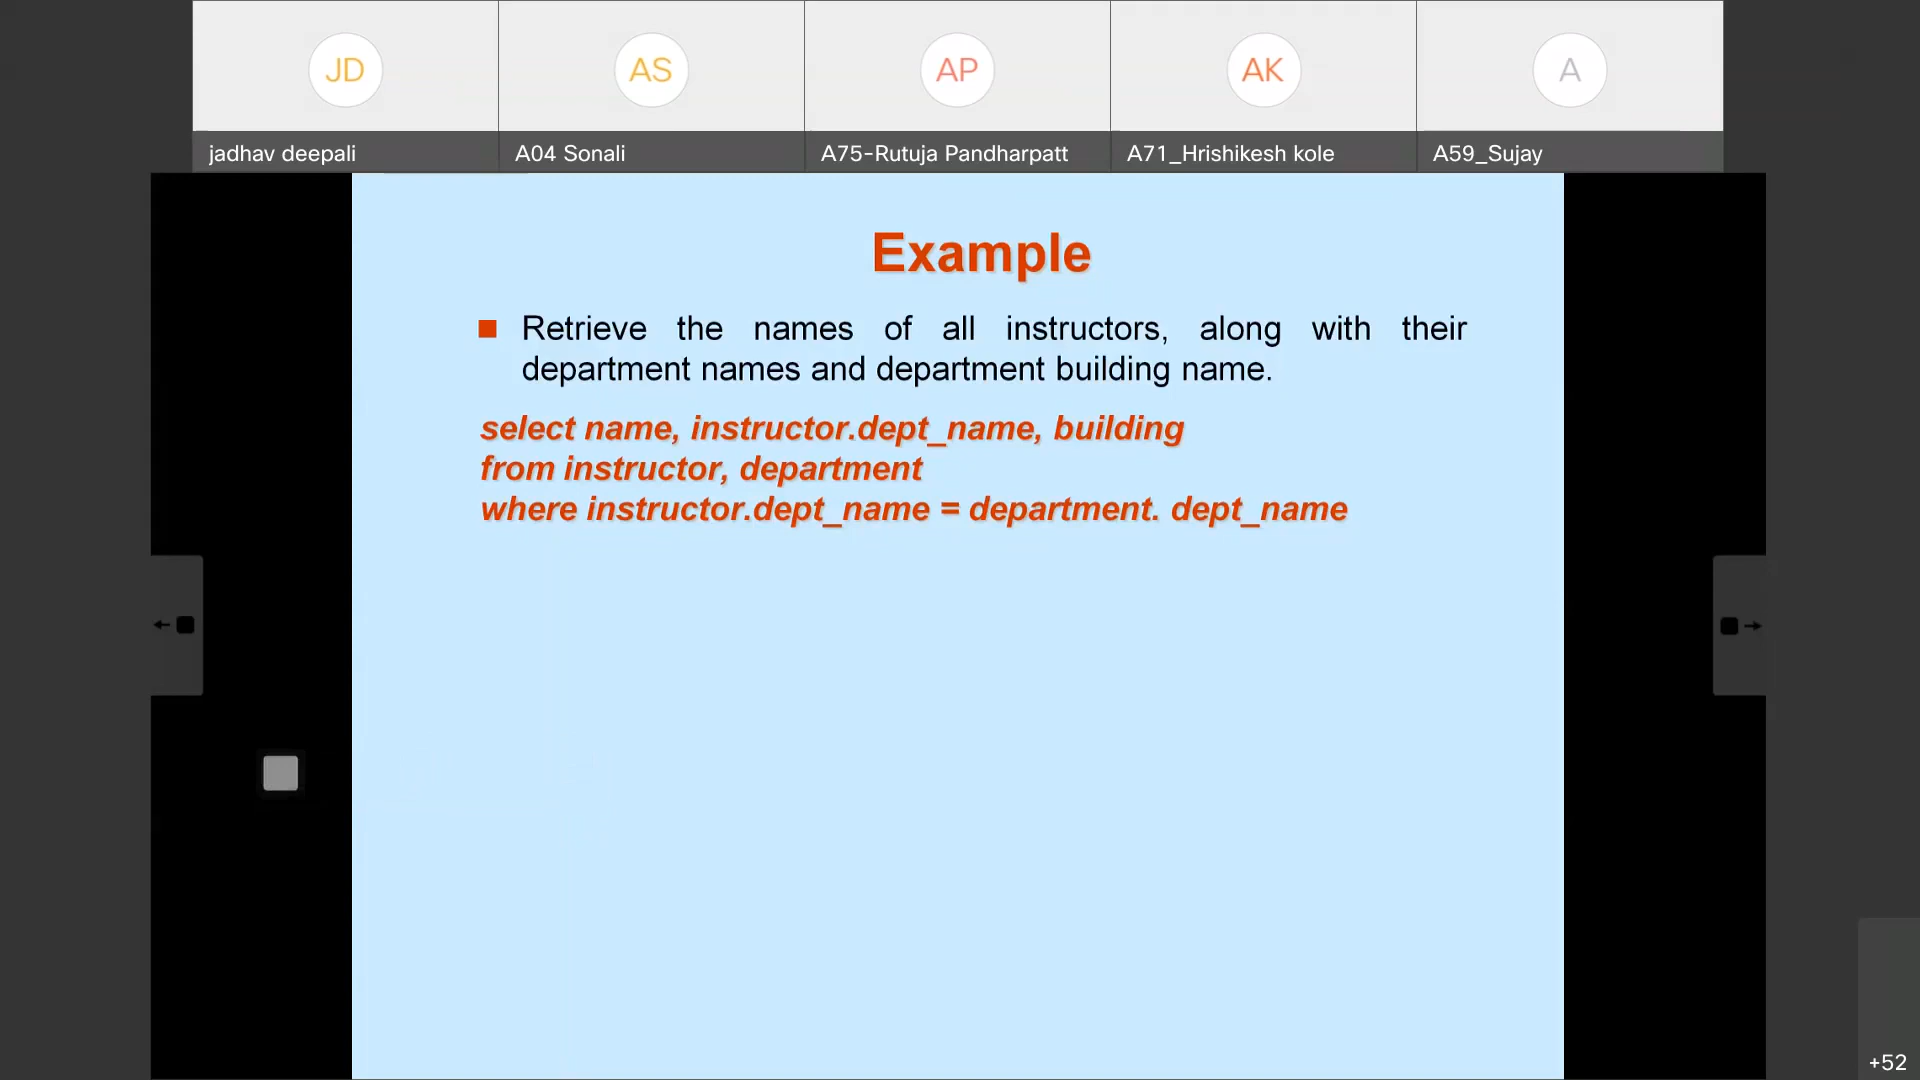 JD
AS
AP
AK
A
jadhav deepali
A04 Sonali
A75-Rutuja Pandharpatt
A71_Hrishikesh kole
A59_Sujay
Example
Retrieve the names of all instructors, along with their
department names and department building name.
select name, instructor.dept_name, building
from instructor, department
where instructor.dept_name = department. dept_name
+52